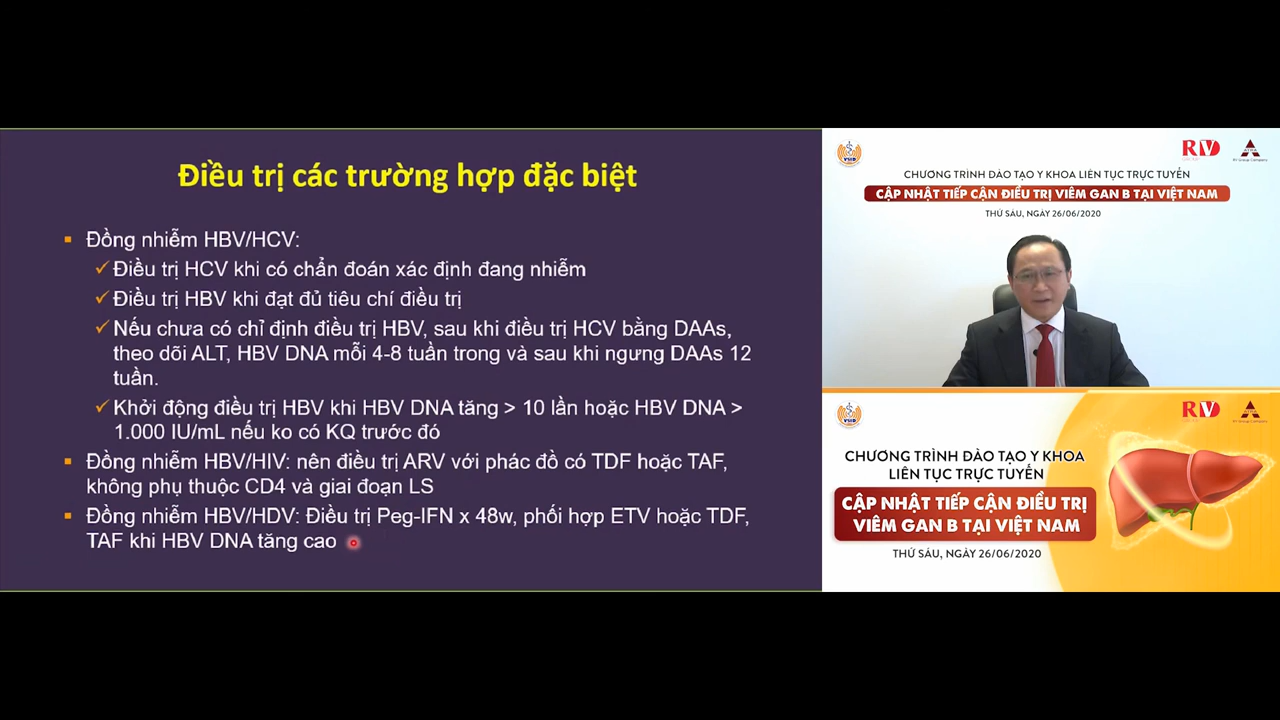 Điều trị các trường hợp đặc biệt
Đồng nhiễm HBV/HCV:
Điều trị HCV khi có chẩn đoán xác định đang nhiễm
Điều trị HBV khi đạt đủ tiêu chí điều trị
Nếu chưa có chỉ định điều trị HBV, sau khi điều trị HCV bằng DAAs,
theo dõi ALT, HBV DNA mỗi 4-8 tuần trong và sau khi ngưng DAAs 12
tuần.
Khởi động điều trị HBV khi HBV DNA tăng > 10 lần hoặc HBV DNA >
1.000 IU/mL nếu ko có KQ trước đó
Đồng nhiễm HBV/HIV: nên điều trị ARV với phác đồ có TDF hoặc TAF,
không phụ thuộc CD4 và giai đoạn LS
Đồng nhiễm HBV/HDV: Điều trị Peg-IFN x 48w, phối hợp ETV hoặc TDF,
TAF khi HBV DNA tăng cao
VSID
RV
CHƯƠNG TRÌNH ĐÀO TẠO Y KHOA LIÊN TỤC TRỰC TUYẾN
CẬP NHẬT TIẾP CẬN ĐIỀU TRỊ VIÊM GAN B TẠI VIỆT NAM
THỨ SÁU, NGÀY 26/06/2020
VSID
RV
CHƯƠNG TRÌNH ĐÀO TẠO Y KHOA
LIÊN TỤC TRỰC TUYẾN
CẬP NHẬT TIẾP CẬN ĐIỀU TRỊ
VIÊM GAN B TẠI VIỆT NAM
THỨ SÁU, NGÀY 26/06/2020